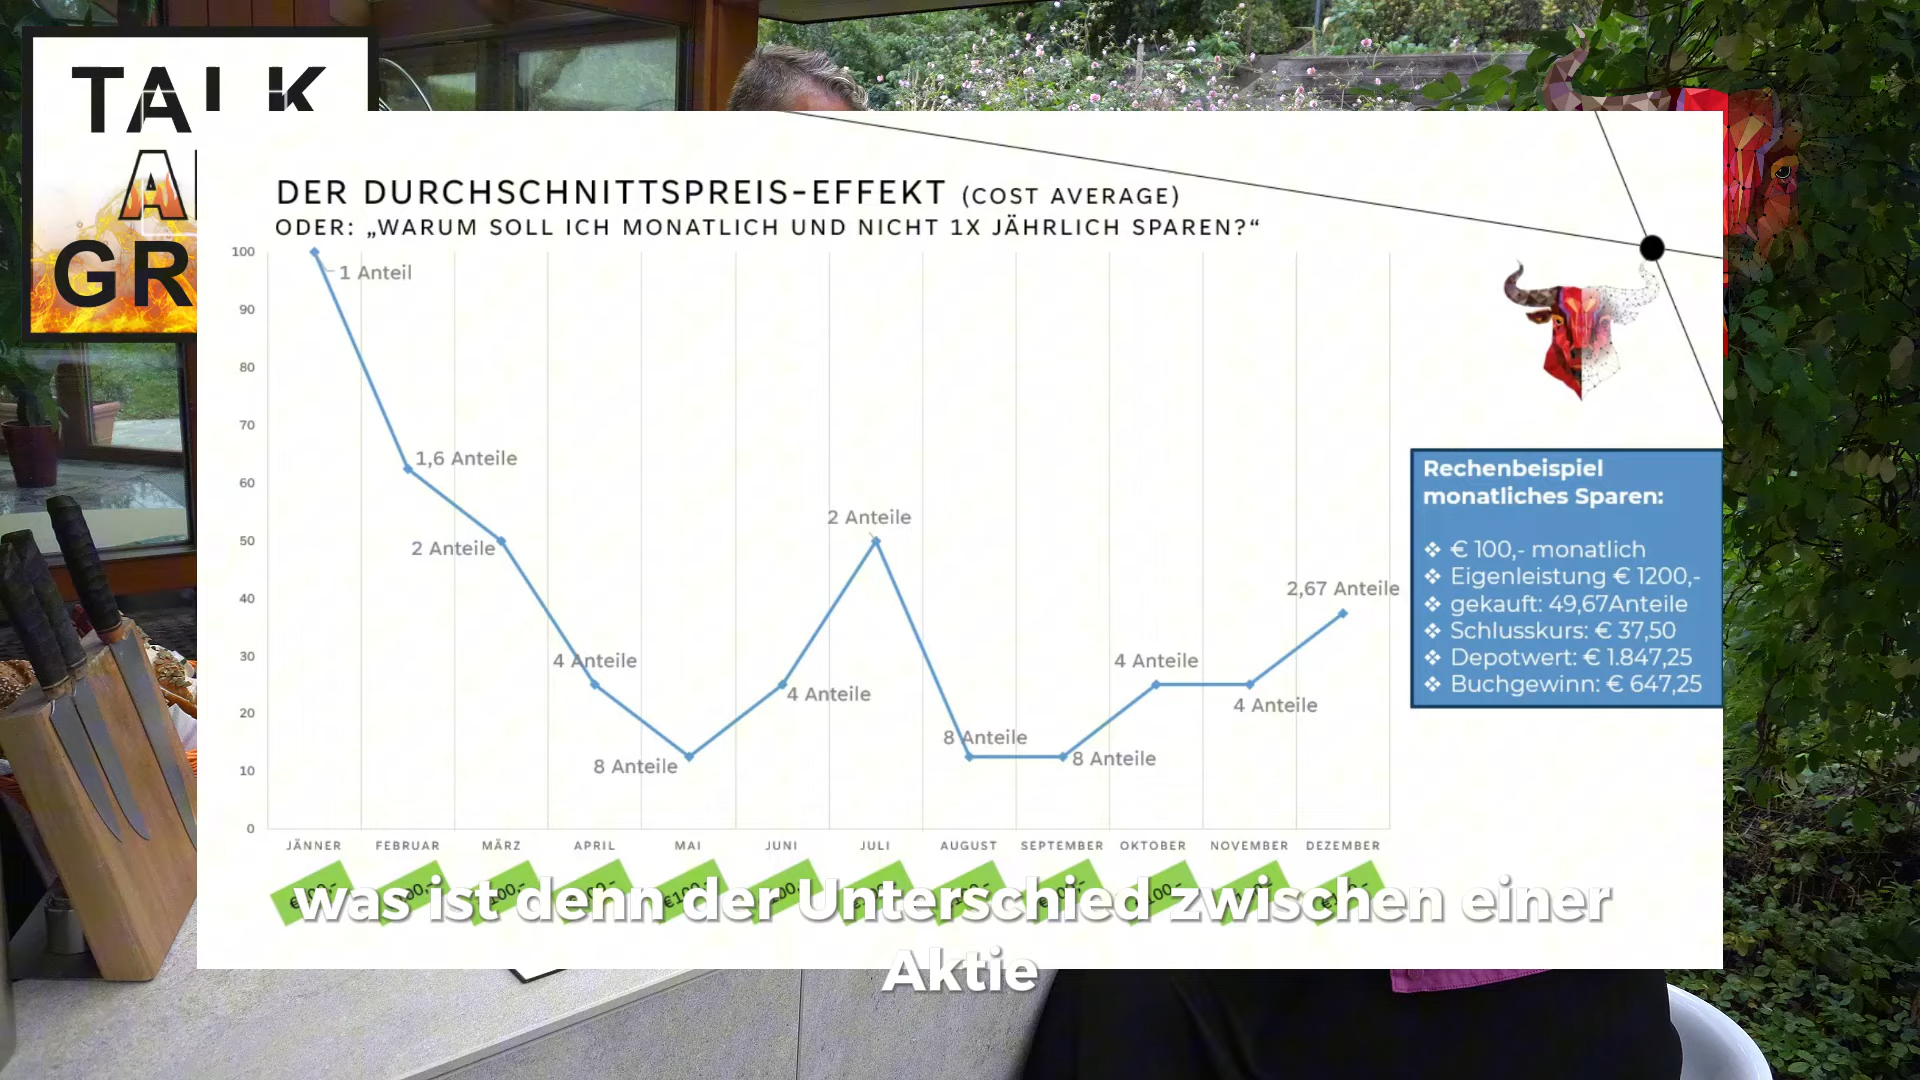 TALK
GR
DER DURCHSCHNITTSPREIS-EFFEKT (COST AVERAGE)
ODER: „WARUM SOLL ICH MONATLICH UND NICHT 1X JÄHRLICH SPAREN?“
100
90
80
70
60
50
40
30
20
10
0
1 Anteil
1,6 Anteile
2 Anteile
4 Anteile
8 Anteile
4 Anteile
2 Anteile
8 Anteile
8 Anteile
4 Anteile
4 Anteile
2,67 Anteile
JÄNNER FEBRUAR MÄRZ APRIL MAI JUNI JULI AUGUST SEPTEMBER OKTOBER NOVEMBER DEZEMBER
Rechenbeispiel
monatliches Sparen:
❖ € 100,- monatlich
❖ Eigenleistung € 1200,-
❖ gekauft: 49,67Anteile
❖ Schlusskurs: € 37,50
❖ Depotwert: € 1.847,25
❖ Buchgewinn: € 647,25
was ist denn der Unterschied zwischen einer
Aktie